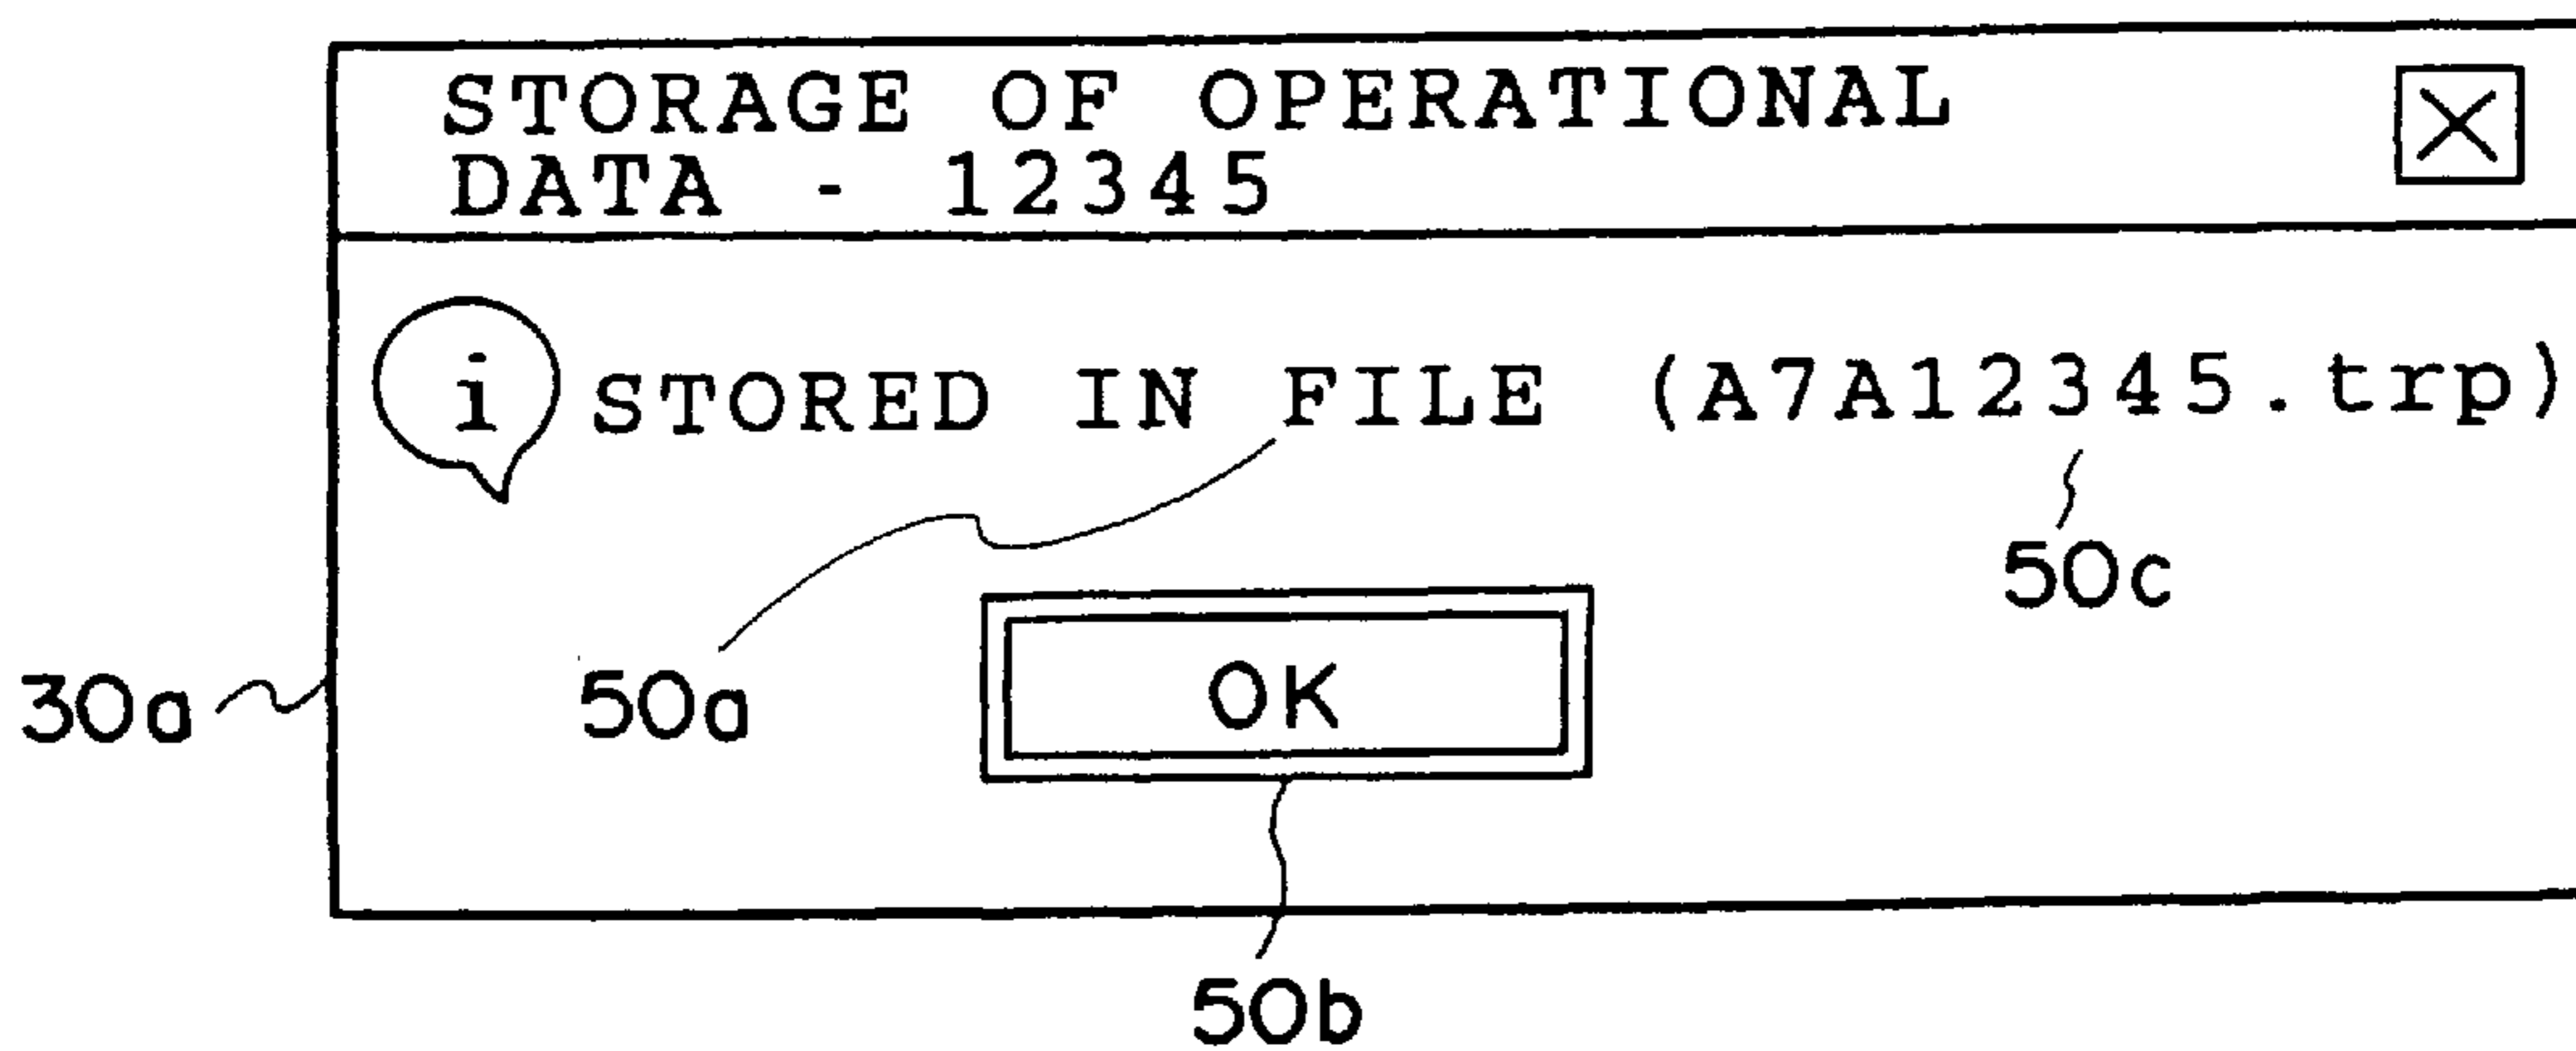 STORAGE OF OPERATIONAL
DATA - 12345
i STORED IN FILE (A7A12345.trp)
50c
30a
50a
OK
50b